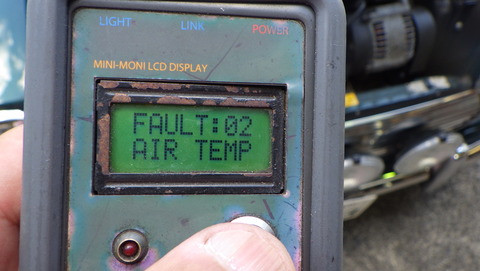 LIGHT LINK POWER
MINI-MONI LCD DISPLAY
FAULT:02
AIR TEMP